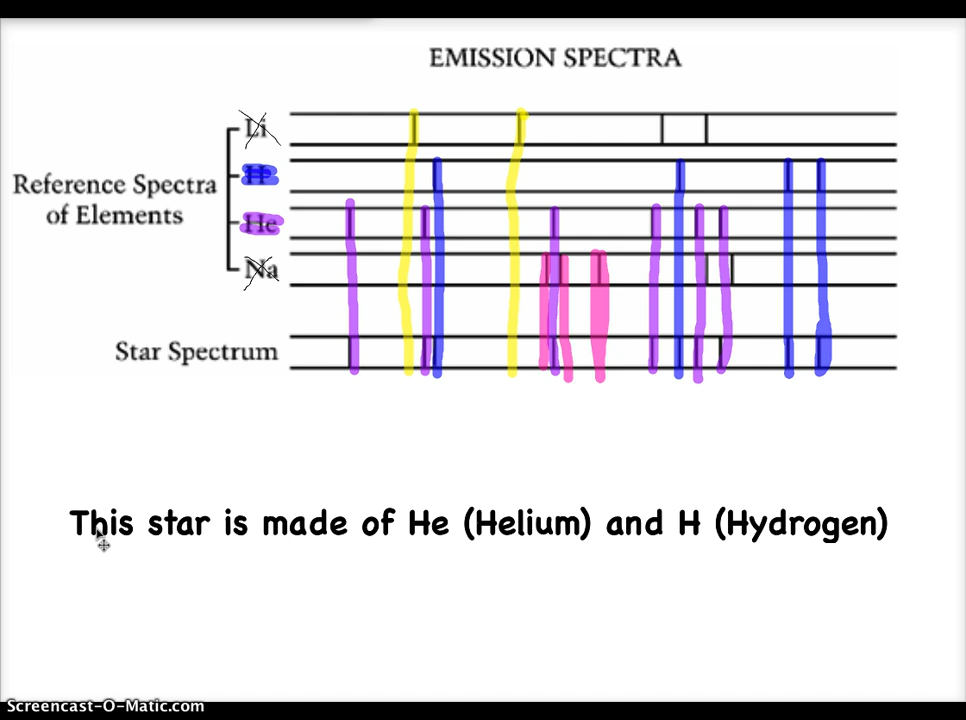 EMISSION SPECTRA
Li
H
Reference Spectra
of Elements
He
Na
Star Spectrum
This star is made of He (Helium) and H (Hydrogen)
Screencast-O-Matic.com